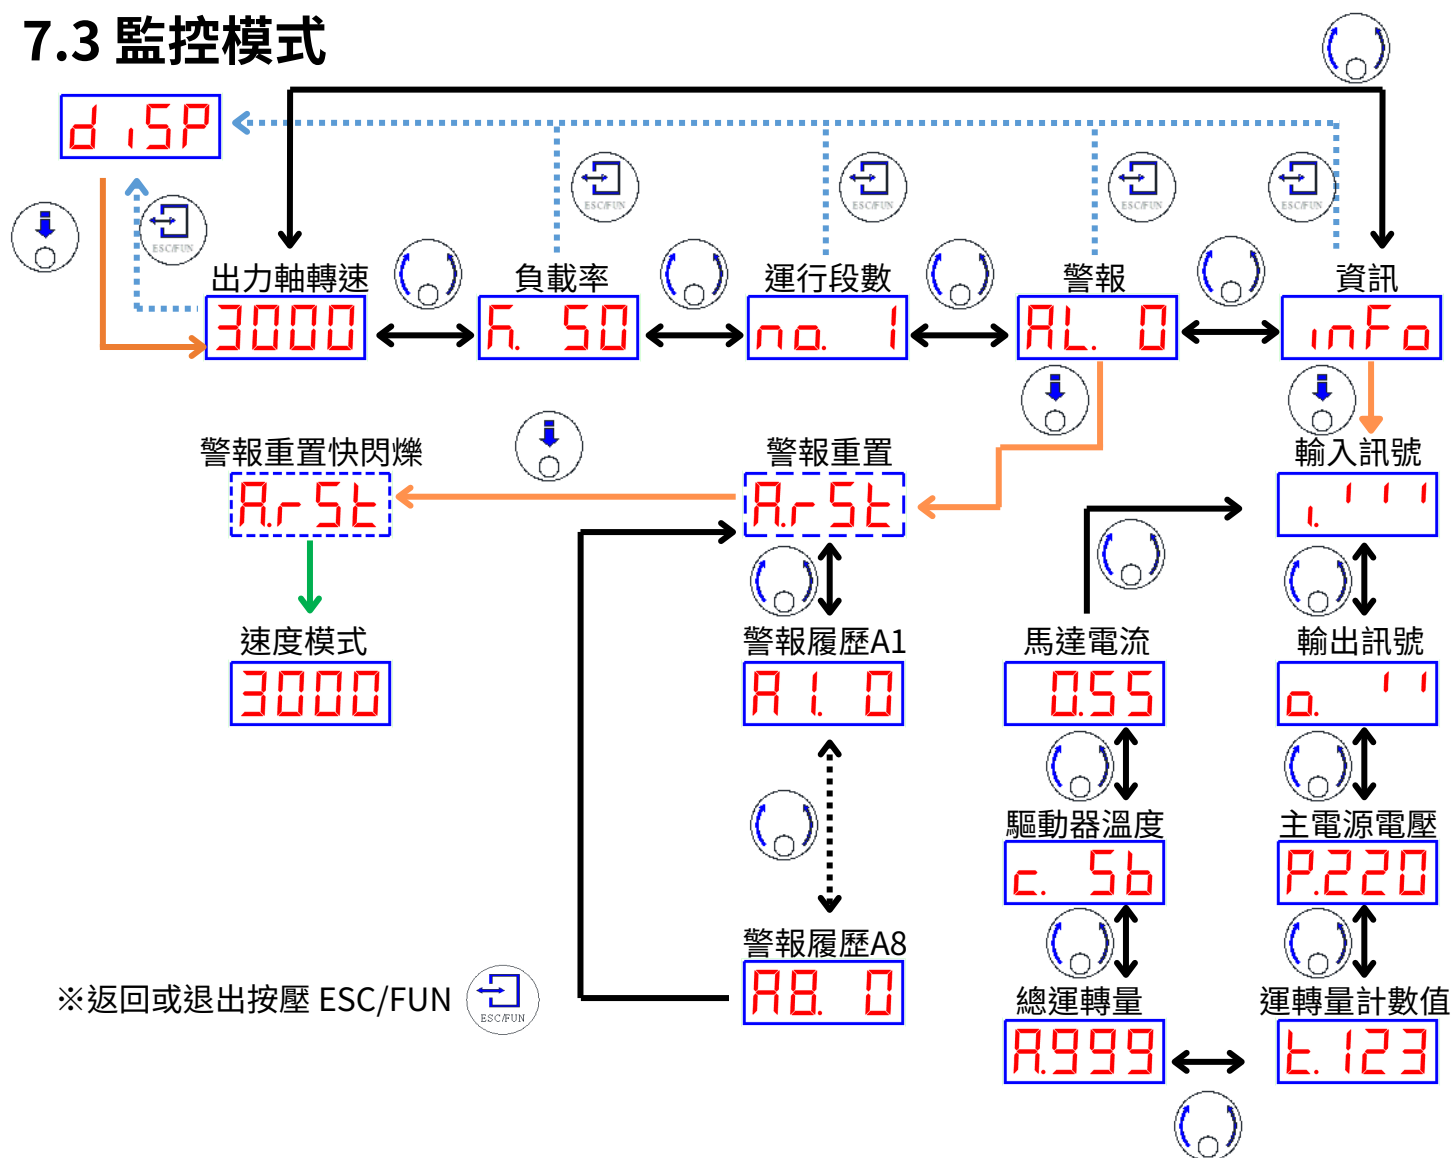 7.3 監控模式
diSP
ESC/FUN
ESC/FUN
ESC/FUN
ESC/FUN
ESC/FUN
出力軸轉速
負載率
運行段數
警報
資訊
3000
50
no. 1
AL. 0
inFo
警報重置快閃爍
警報重置
輸入訊號
A.rSt
A.rSt
i. ' ' '
速度模式
警報履歷A1
馬達電流
輸出訊號
3000
A1. 0
0.55
o. ' '
驅動器溫度
主電源電壓
c. 56
P.220
警報履歷A8
A8. 0
※返回或退出按壓 ESC/FUN
ESC/FUN
總運轉量
運轉量計數值
A.999
t.123